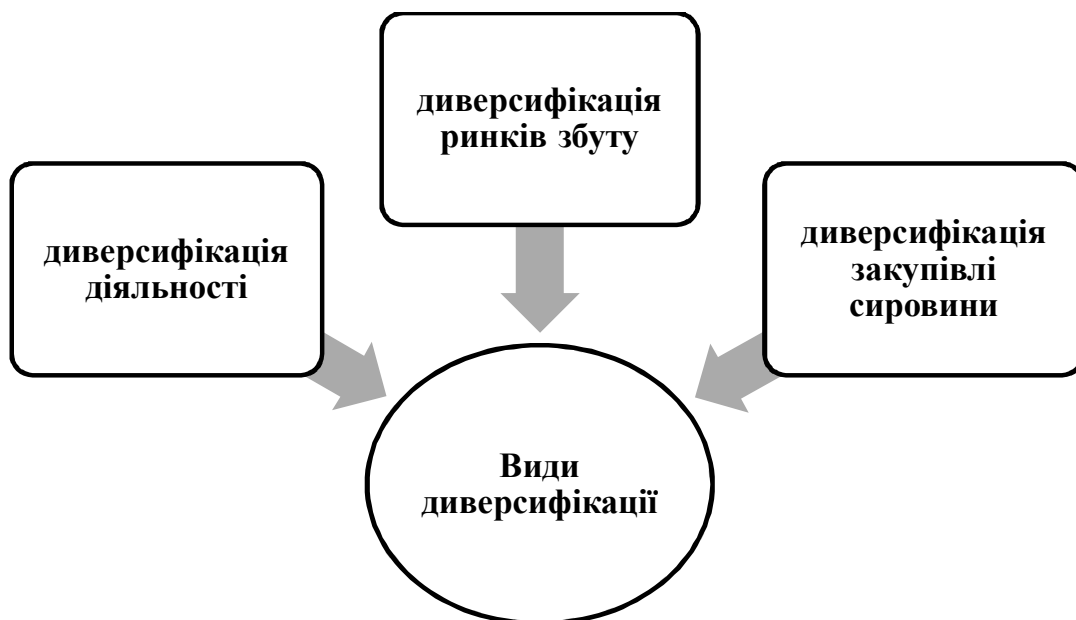 диверсифікація
ринків збуту
диверсифікація
діяльності
диверсифікація
закупівлі
сировини
Види
диверсифікації